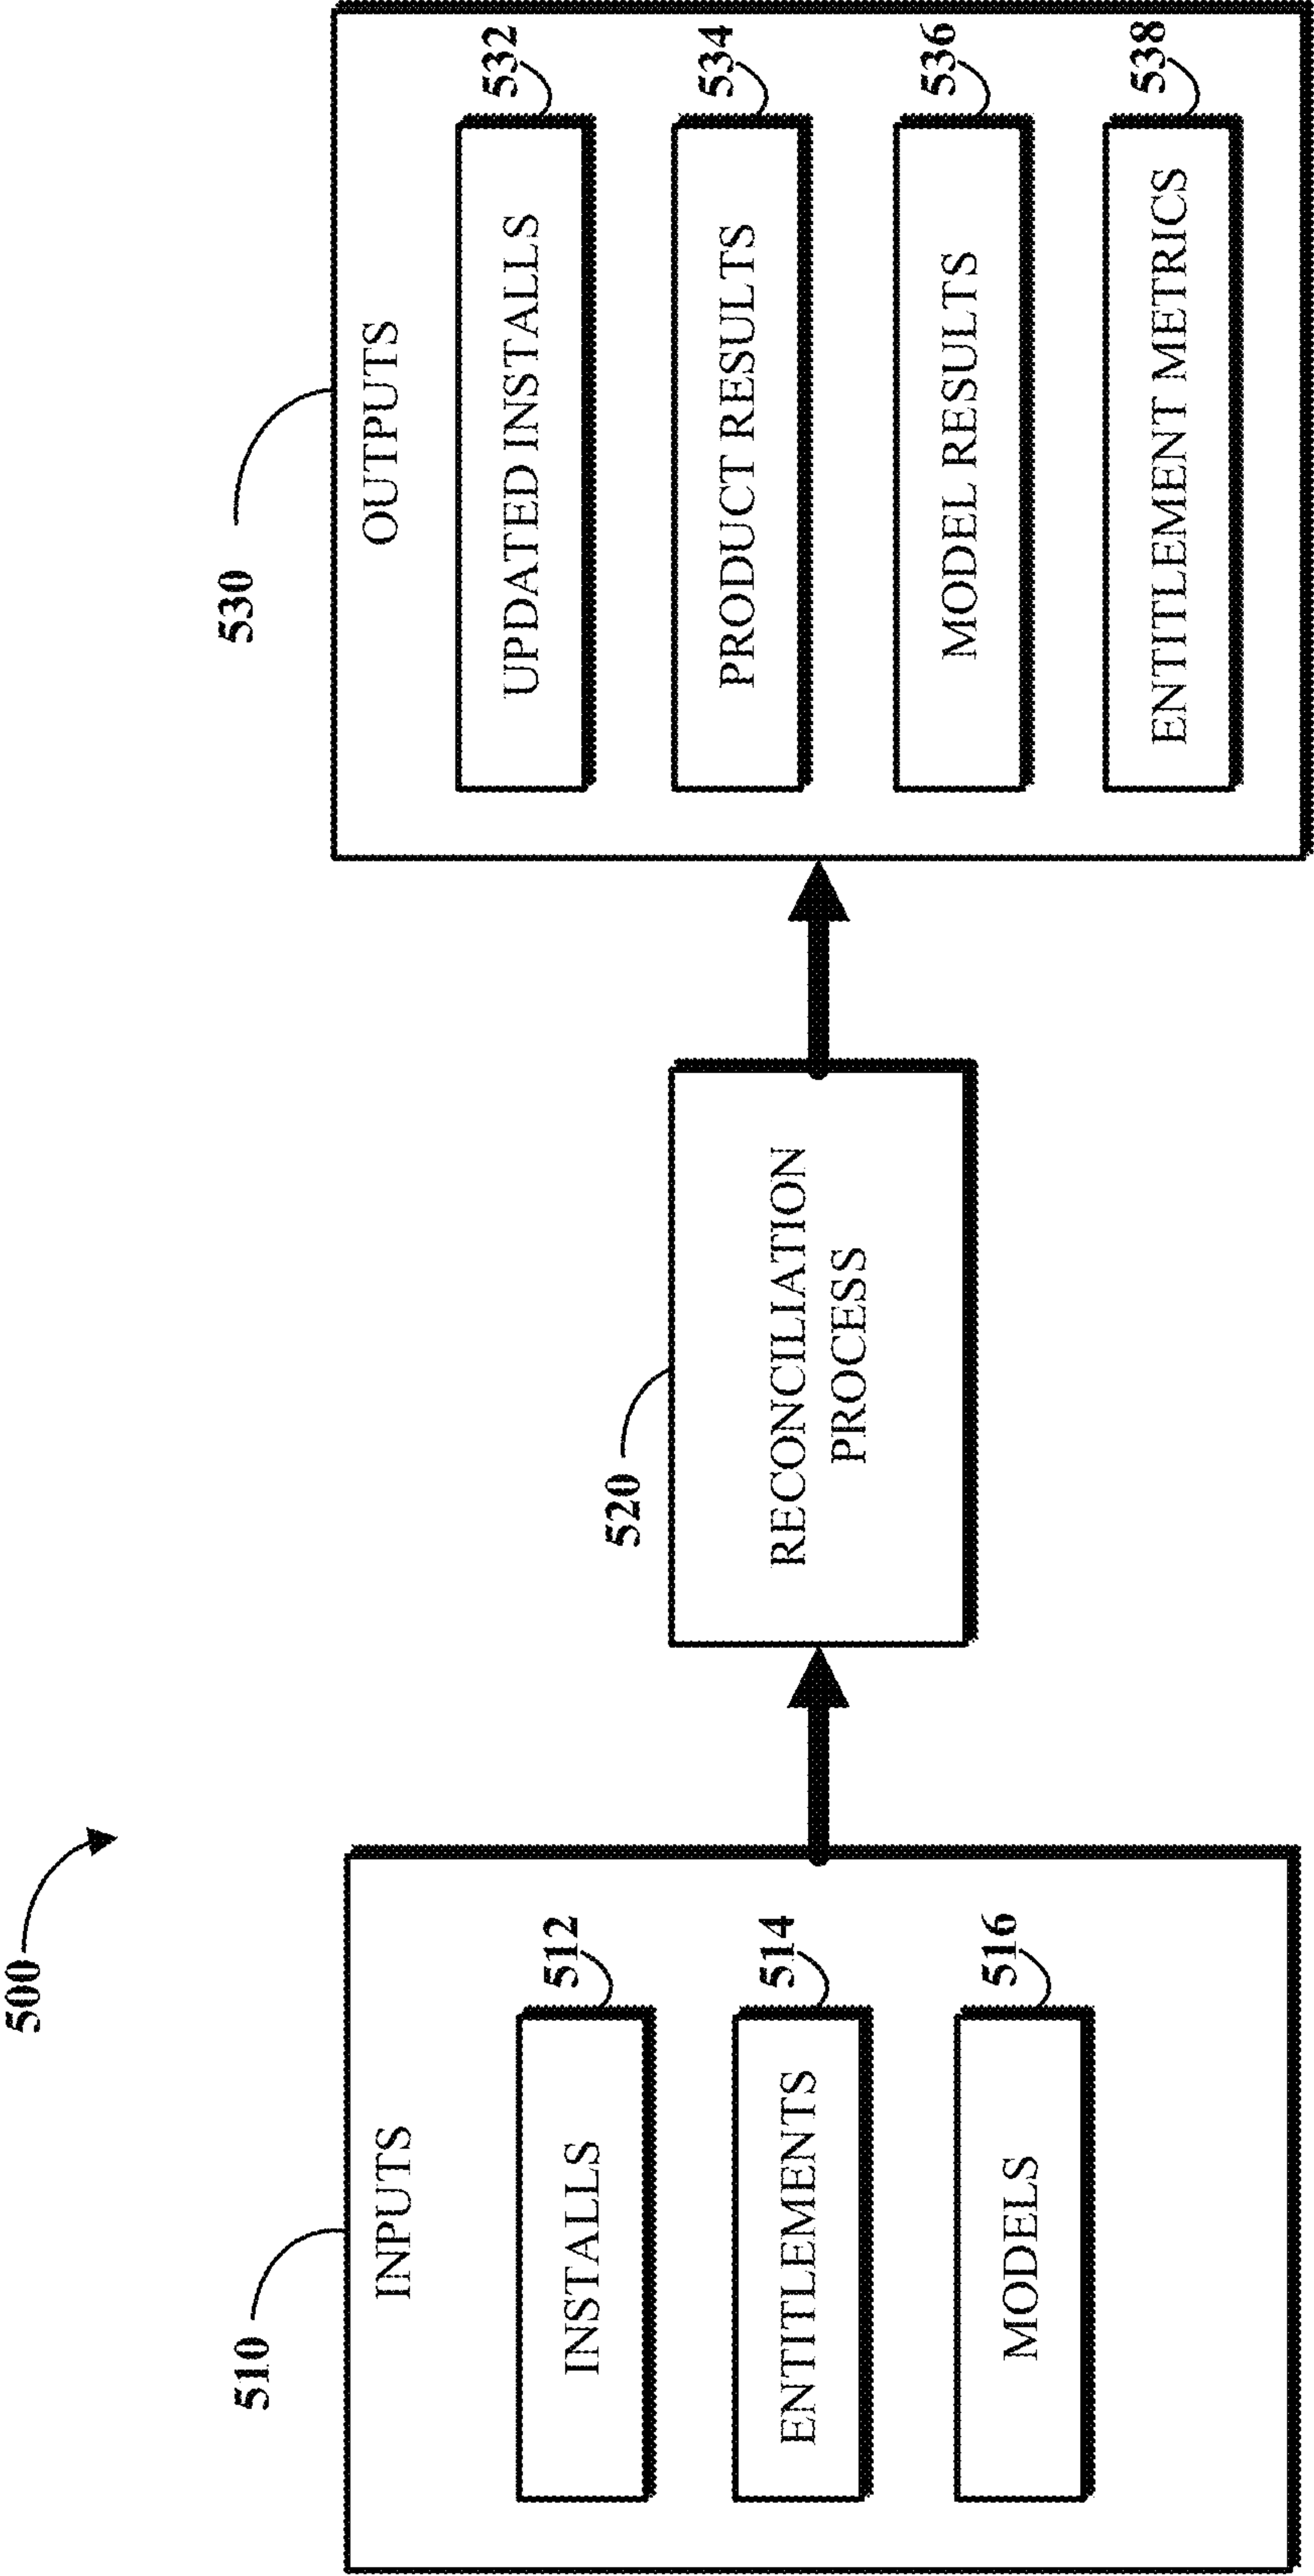 500
510
INPUTS
INSTALLS
512
ENTITLEMENTS
514
MODELS
516
520
RECONCILIATION
PROCESS
530
OUTPUTS
UPDATED INSTALLS
532
PRODUCT RESULTS
534
MODEL RESULTS
536
ENTITLEMENT METRICS
538